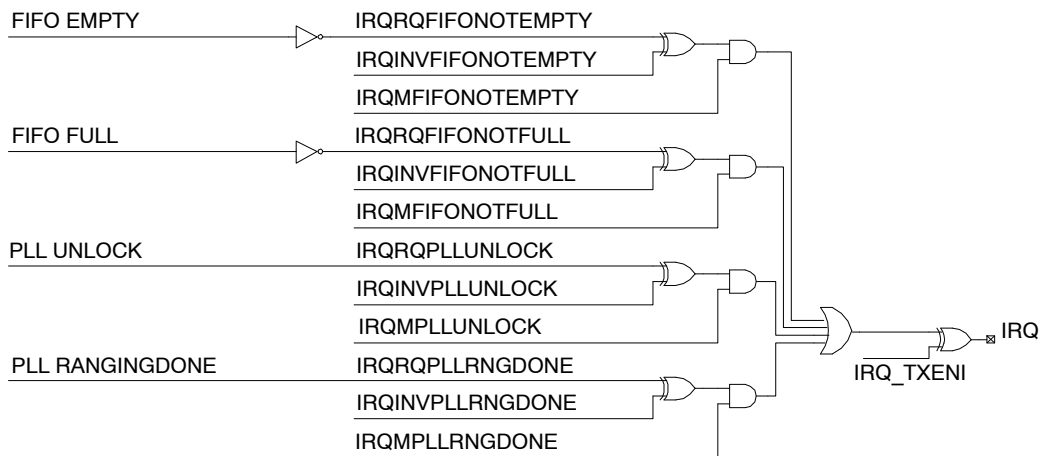 FIFO EMPTY
IRQRQFIFONOTEMPTY
IRQINVFIFONOTEMPTY
IRQMFIFONOTEMPTY
FIFO FULL
IRQRQFIFONOTFULL
IRQINVFIFONOTFULL
IRQMFIFONOTFULL
PLL UNLOCK
IRQRQPLLUNLOCK
IRQINVPLLUNLOCK
IRQMPLLUNLOCK
IRQ
IRQ_TXENI
PLL RANGINGDONE
IRQRQPLLRNGDONE
IRQINVPLLRNGDONE
IRQMPLLRNGDONE